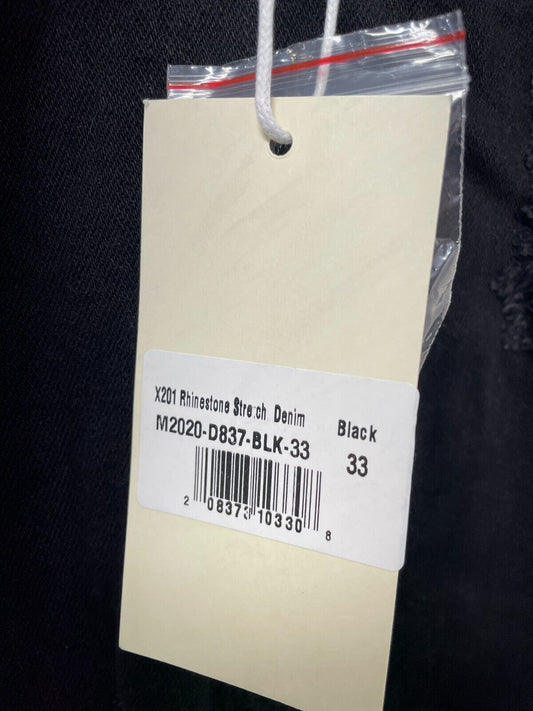 X201 Rhinestone Stretch Denim
M2020-D837-BLK-33
Black
33
2 08373 10330 8